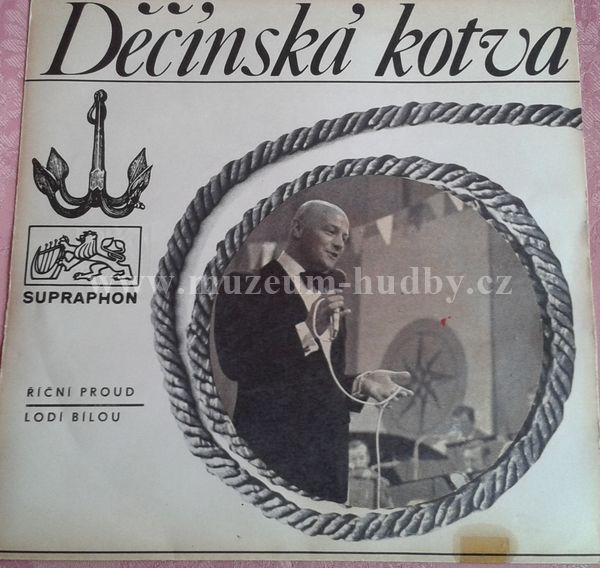 Děčínská kotva
SUPRAPHON
www.muzeum-hudby.cz
ŘÍČNÍ PROUD
LODÍ BÍLOU